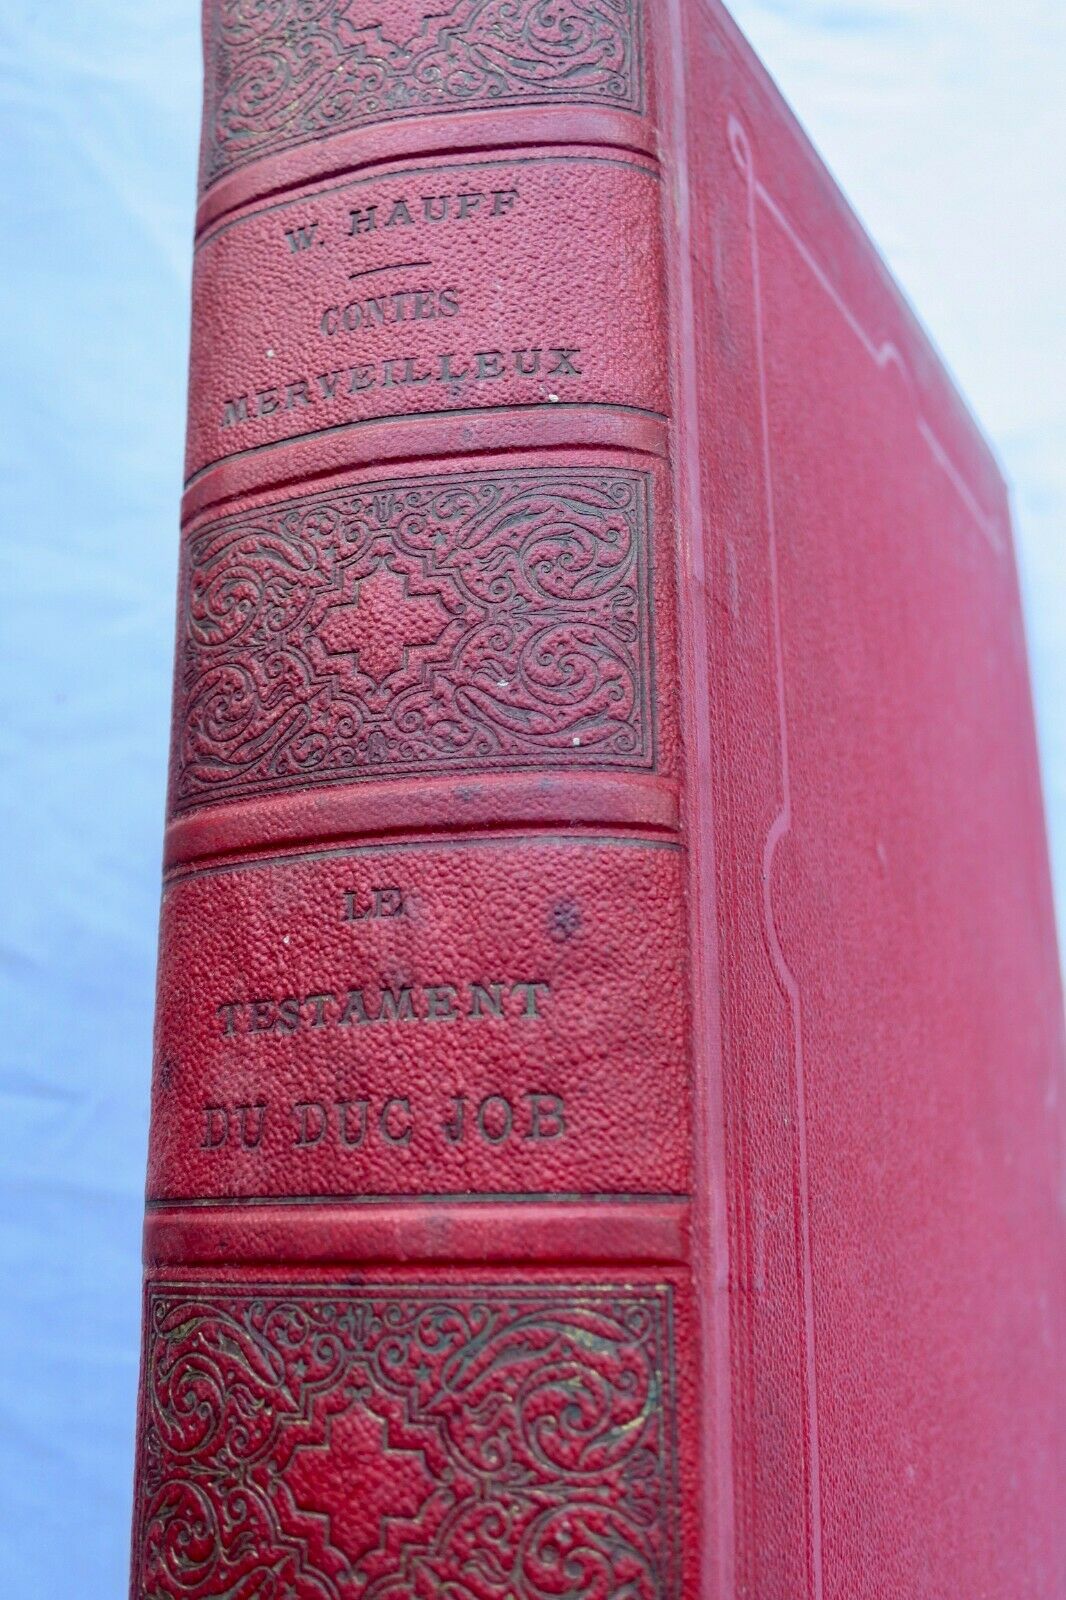 W. HAUFF
CONTES
MERVEILLEUX
LE
TESTAMENT
DU DUC JOB